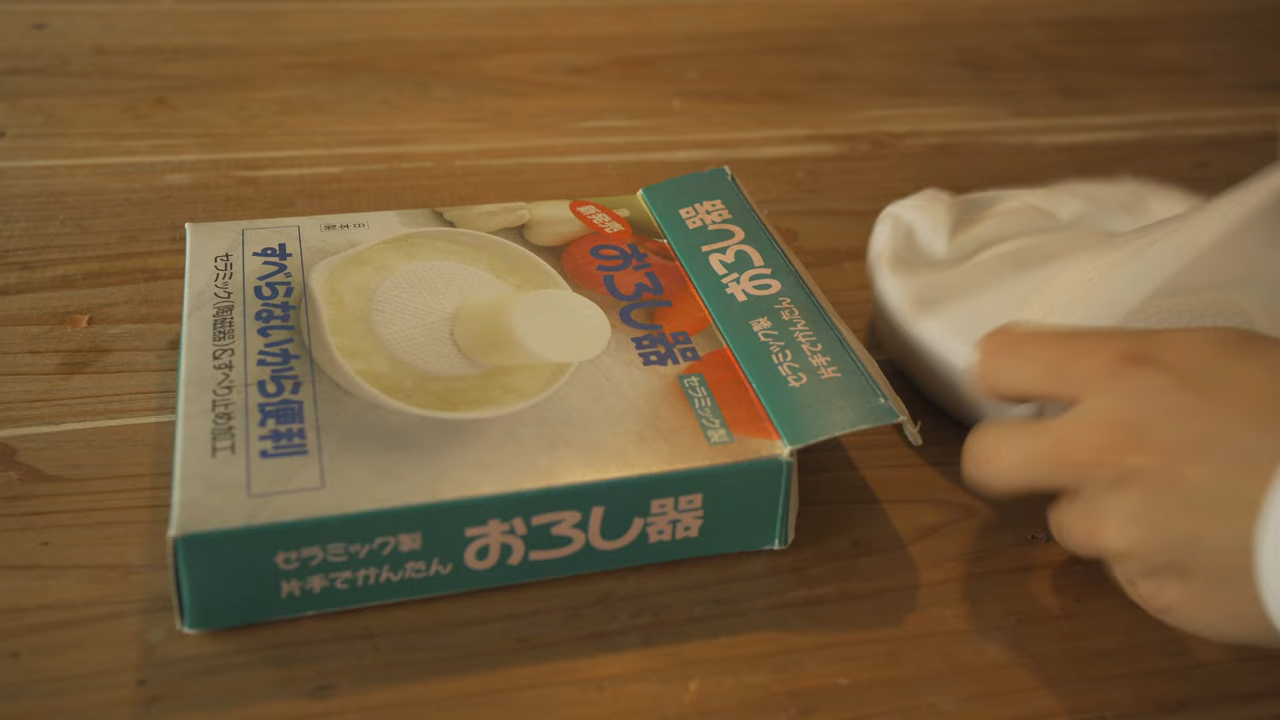 新発売
おろし器
セラミック製
日本製
すべらないから便利
セラミック(陶磁器)&すべり止め加工
おろし器
セラミック製
片手でかんたん
セラミック製
片手でかんたん
おろし器